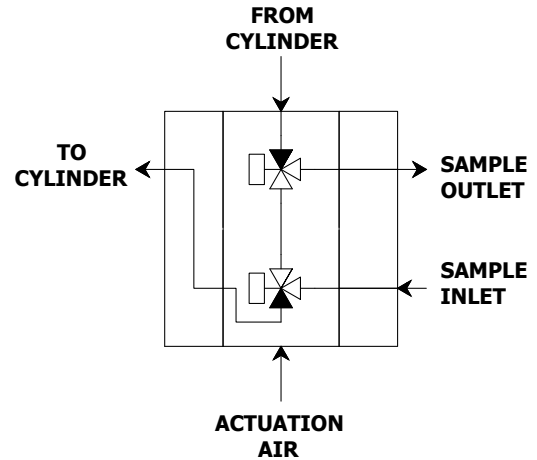 FROM
CYLINDER
TO
CYLINDER
SAMPLE
OUTLET
SAMPLE
INLET
ACTUATION
AIR